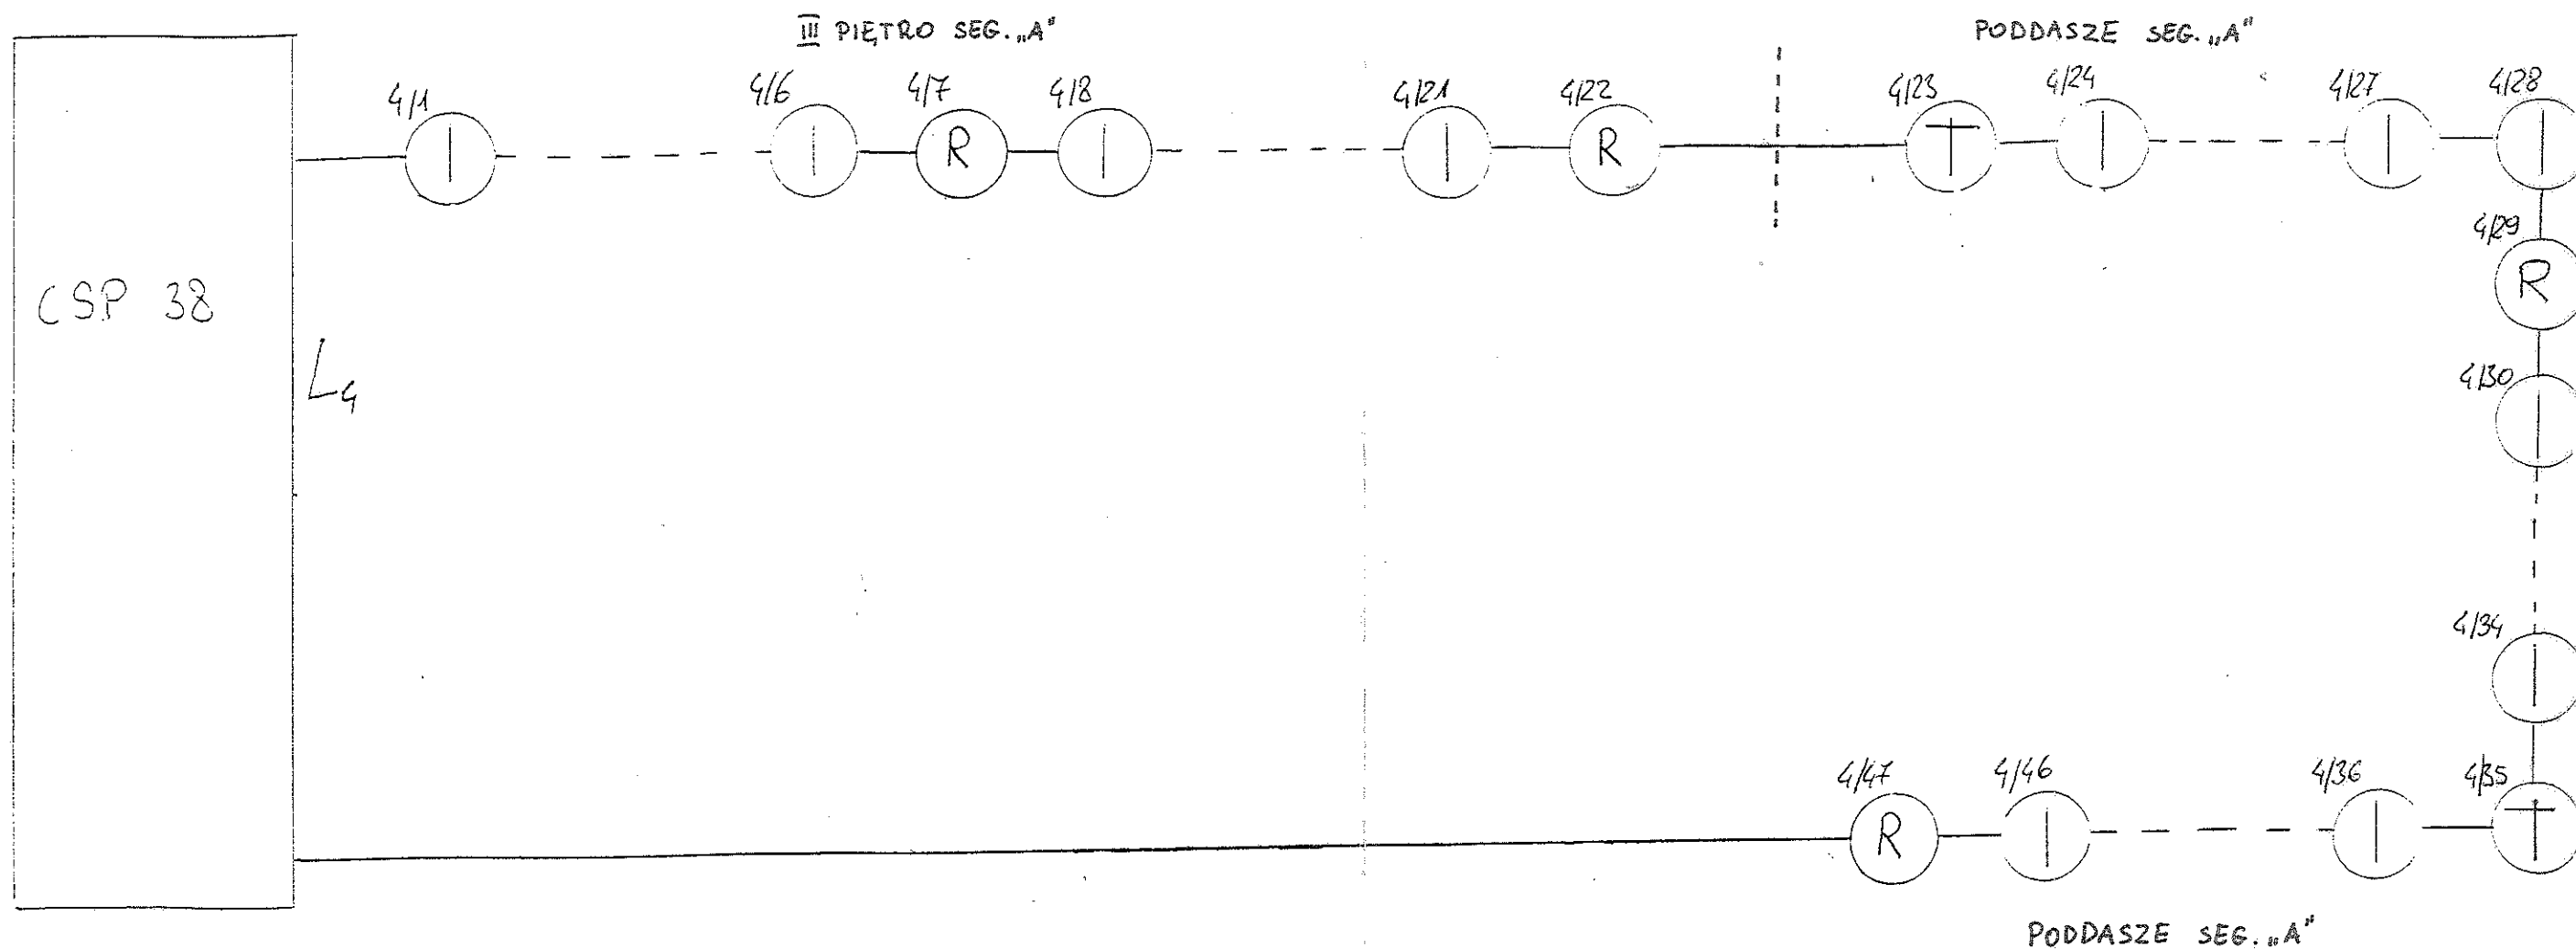 III PIĘTRO SEG. „A"
PODDASZE SEG. „A"
4/1
4/6
4/7
4/8
4/21
4/22
4/23
4/24
4/27
4/28
I
I
R
I
I
R
T
I
I
I
4/29
R
CSP 38
L4
4/30
I
4/34
I
4/47
4/46
4/36
4/35
R
I
I
T
PODDASZE SEG. „A"